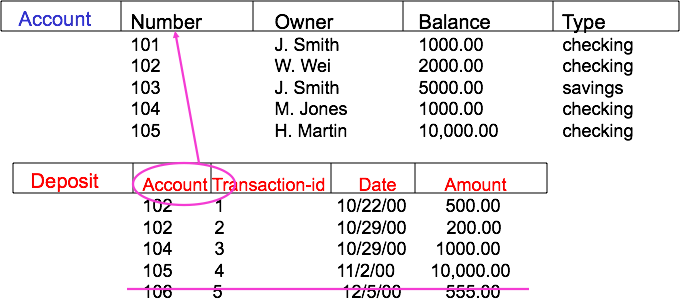 Account Number Owner Balance Type
101 J. Smith 1000.00 checking
102 W. Wei 2000.00 checking
103 J. Smith 5000.00 savings
104 M. Jones 1000.00 checking
105 H. Martin 10,000.00 checking
Deposit Account Transaction-id Date Amount
102 1 10/22/00 500.00
102 2 10/29/00 200.00
104 3 10/29/00 1000.00
105 4 11/2/00 10,000.00
106 5 12/5/00 555.00